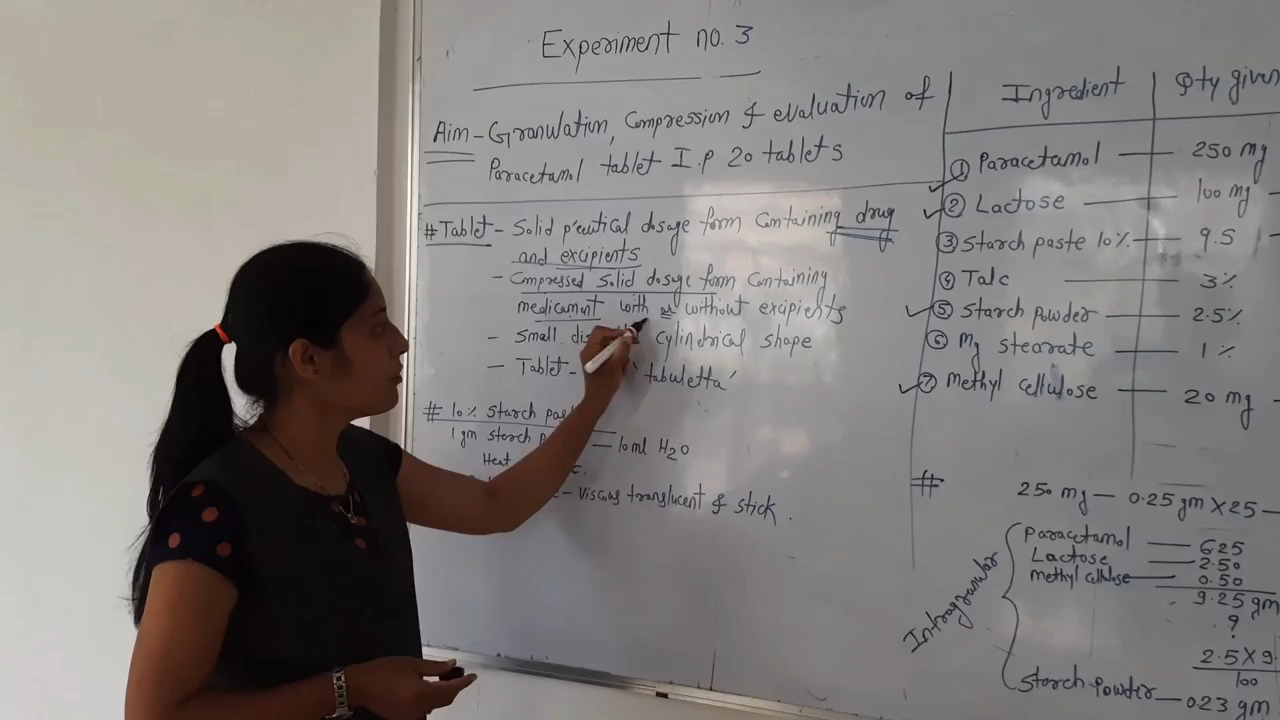 Experiment no. 3
Aim - Granulation, Compression & evaluation of
Paracetamol tablet I.p 20 tablets
# Tablet - Solid p'ceutical dosage form containing drug
and excipients
- Compressed solid dosage form containing
medicament with or without excipients
- Small cylindrical shape
- Tablet - 'tabuletta'
# 10% Starch
1 gm starch — 10ml H2O
Heat
- Viscous translucent & stick.
Ingredient Qty given
① Paracetamol — 250 mg
② Lactose — 100 mg
③ Starch paste 10% — 9.5
④ Talc — 3%
⑤ Starch powder — 2.5%
⑥ Mg stearate — 1%
⑦ Methyl cellulose — 20 mg
# 250 mg — 0.25 gm X 25 —
Intragranular
Paracetamol — 6.25
Lactose — 2.50
Methyl cellulose — 0.50
9.25 gm
?
2.5 X 9.
100
Starch Powder — 0.23 gm